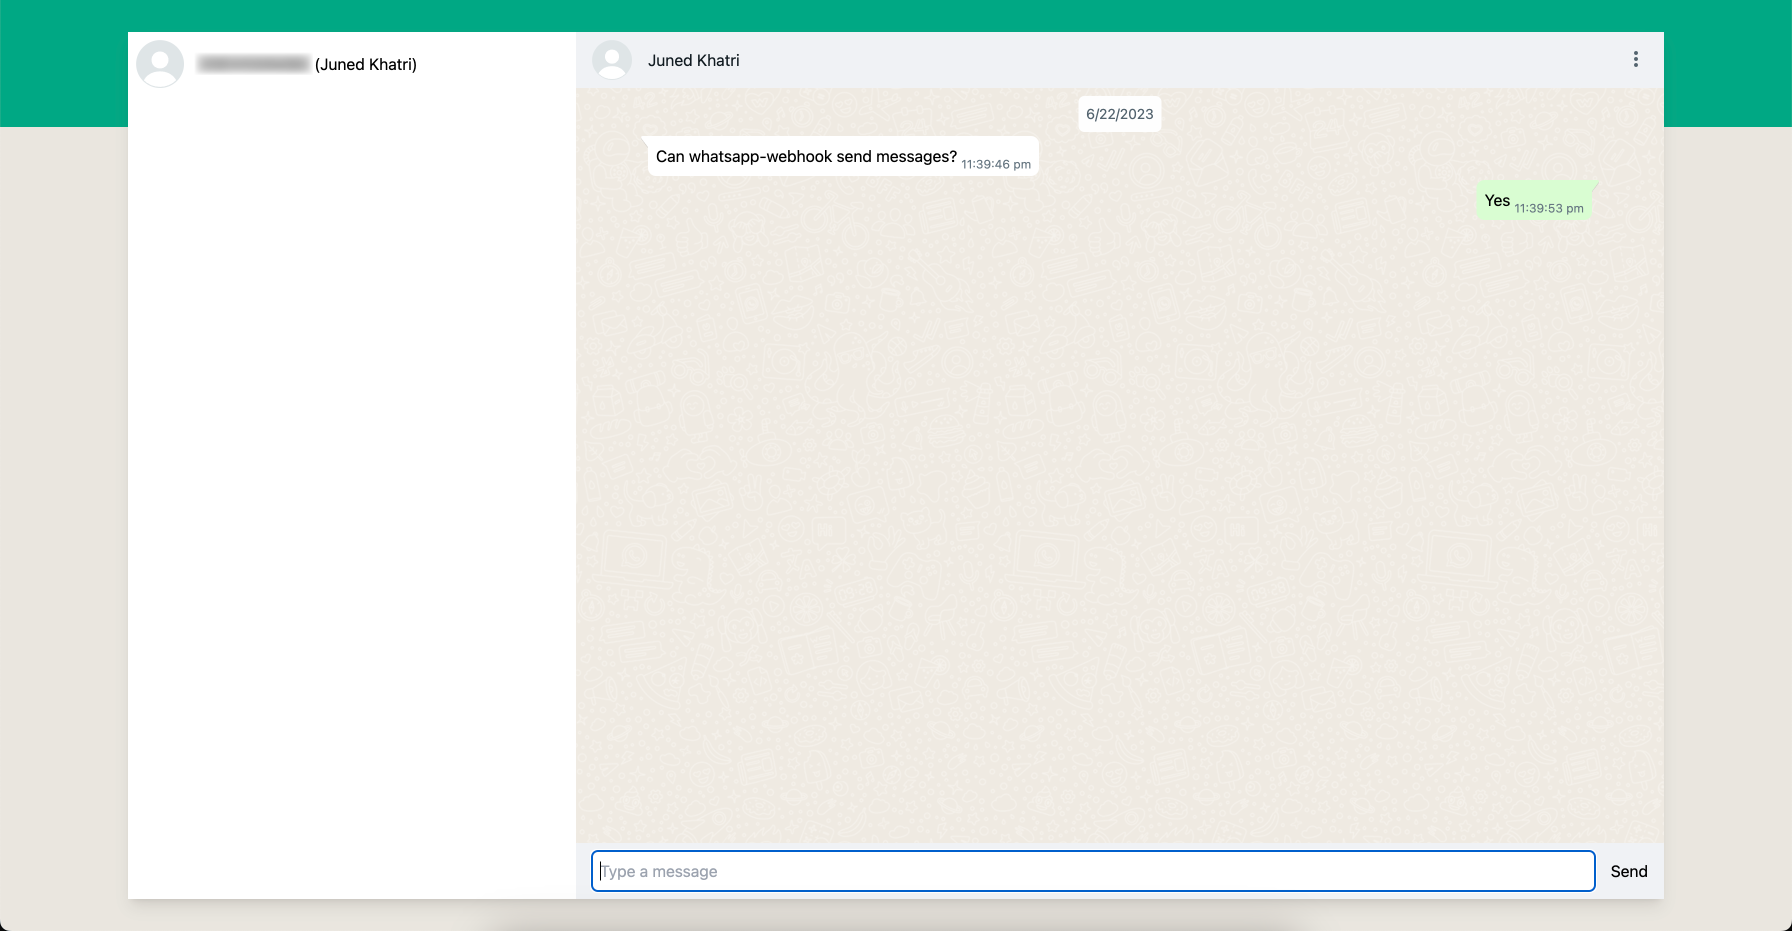 (Juned Khatri)
Juned Khatri
6/22/2023
Can whatsapp-webhook send messages? 11:39:46 pm
Yes 11:39:53 pm
Type a message
Send